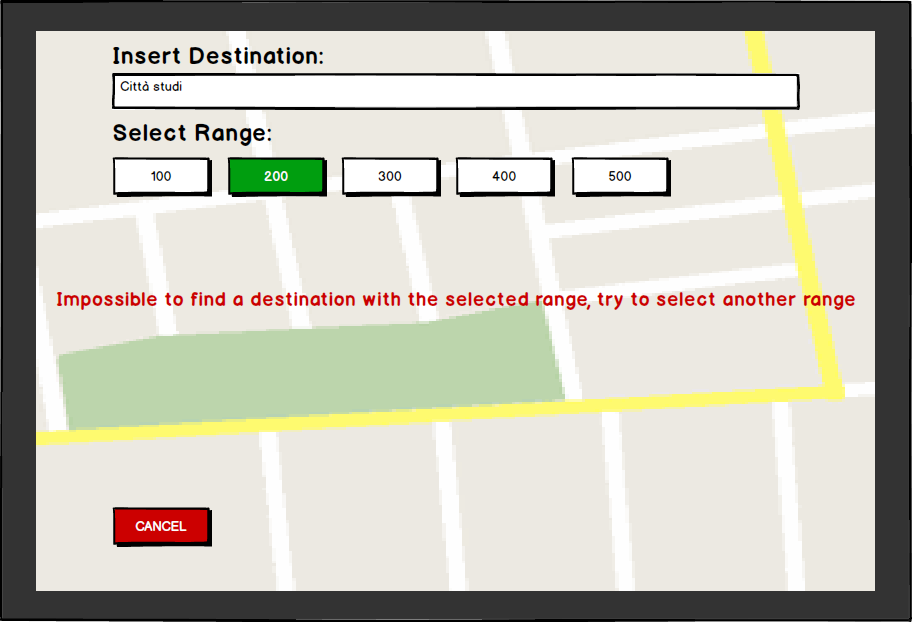 Insert Destination:
Città studi
Select Range:
100 200 300 400 500
Impossible to find a destination with the selected range, try to select another range
CANCEL